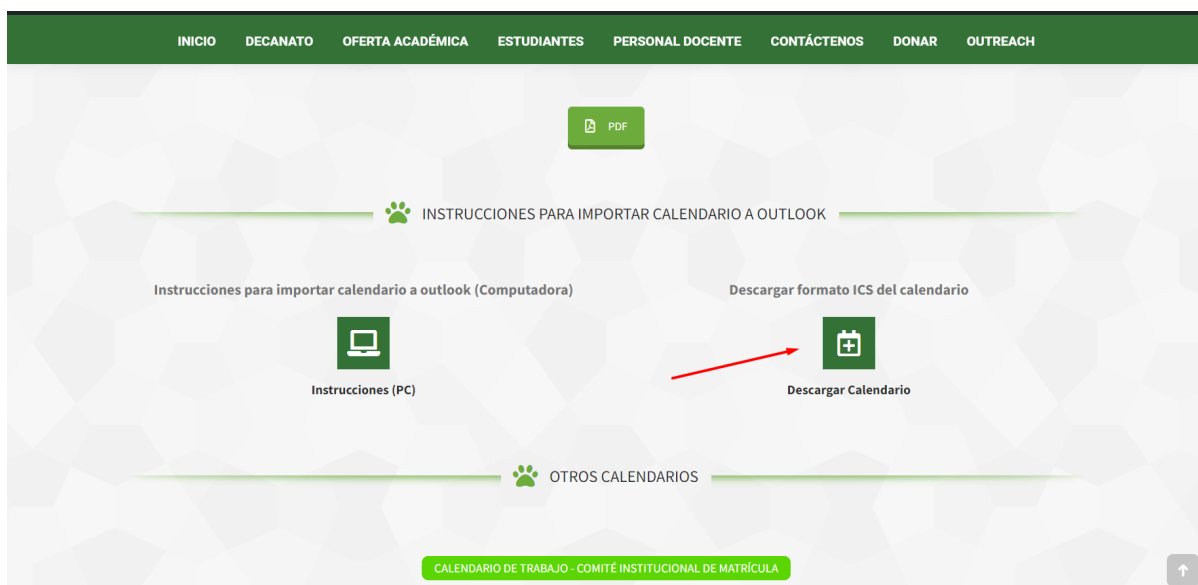 INICIO DECANATO OFERTA ACADÉMICA ESTUDIANTES PERSONAL DOCENTE CONTÁCTENOS DONAR OUTREACH
PDF
INSTRUCCIONES PARA IMPORTAR CALENDARIO A OUTLOOK
Instrucciones para importar calendario a outlook (Computadora)
Descargar formato ICS del calendario
Instrucciones (PC)
Descargar Calendario
OTROS CALENDARIOS
CALENDARIO DE TRABAJO - COMITÉ INSTITUCIONAL DE MATRÍCULA